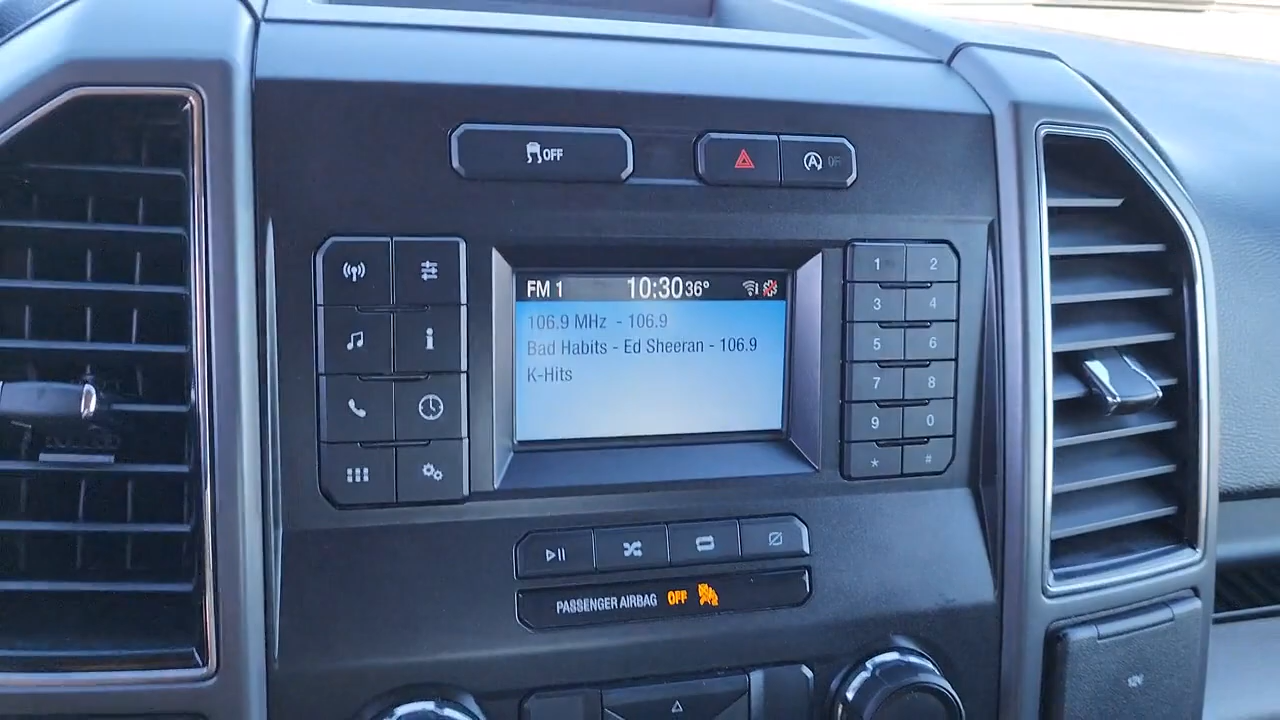 OFF
A OFF
FM 1 10:30 36°
106.9 MHz - 106.9
Bad Habits - Ed Sheeran - 106.9
K-Hits
1 2
3 4
5 6
7 8
9 0
* #
PASSENGER AIRBAG OFF